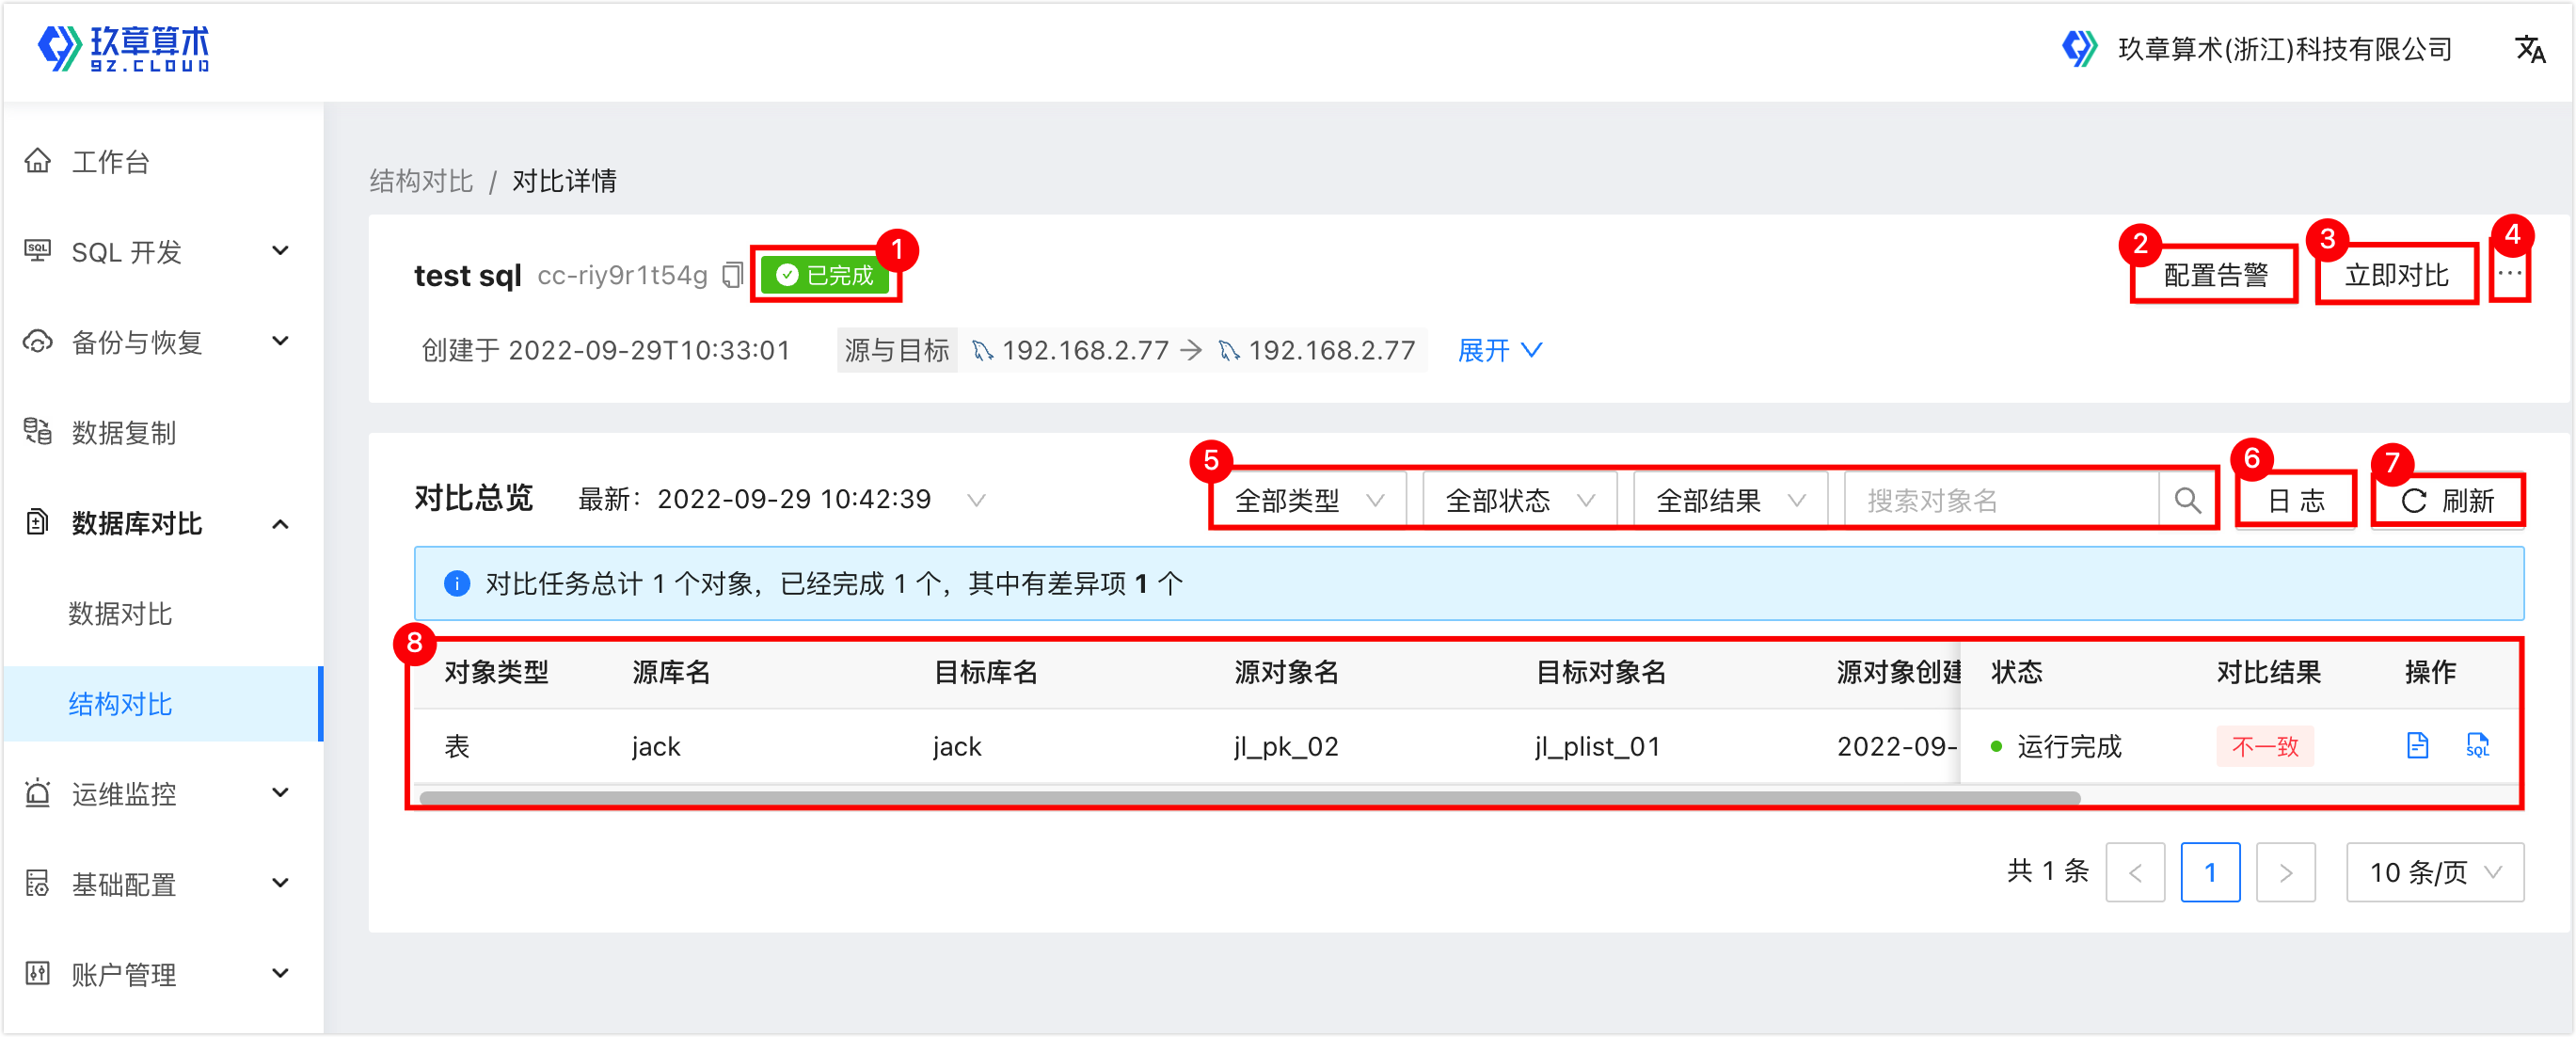 玖章算术
9Z.CLOUD
玖章算术(浙江)科技有限公司
文A
工作台
SQL 开发
备份与恢复
数据复制
数据库对比
数据对比
结构对比
运维监控
基础配置
账户管理
结构对比 / 对比详情
test sql cc-riy9r1t54g 已完成 1
2 配置告警 3 立即对比 4 ...
创建于 2022-09-29T10:33:01 源与目标 192.168.2.77 → 192.168.2.77 展开
对比总览 最新：2022-09-29 10:42:39 5 全部类型 全部状态 全部结果 搜索对象名 6 日 志 7 刷新
对比任务总计 1 个对象，已经完成 1 个，其中有差异项 1 个
8
对象类型 源库名 目标库名 源对象名 目标对象名 源对象创建 状态 对比结果 操作
表 jack jack jl_pk_02 jl_plist_01 2022-09- 运行完成 不一致 SQL
共 1 条 < 1 > 10 条/页